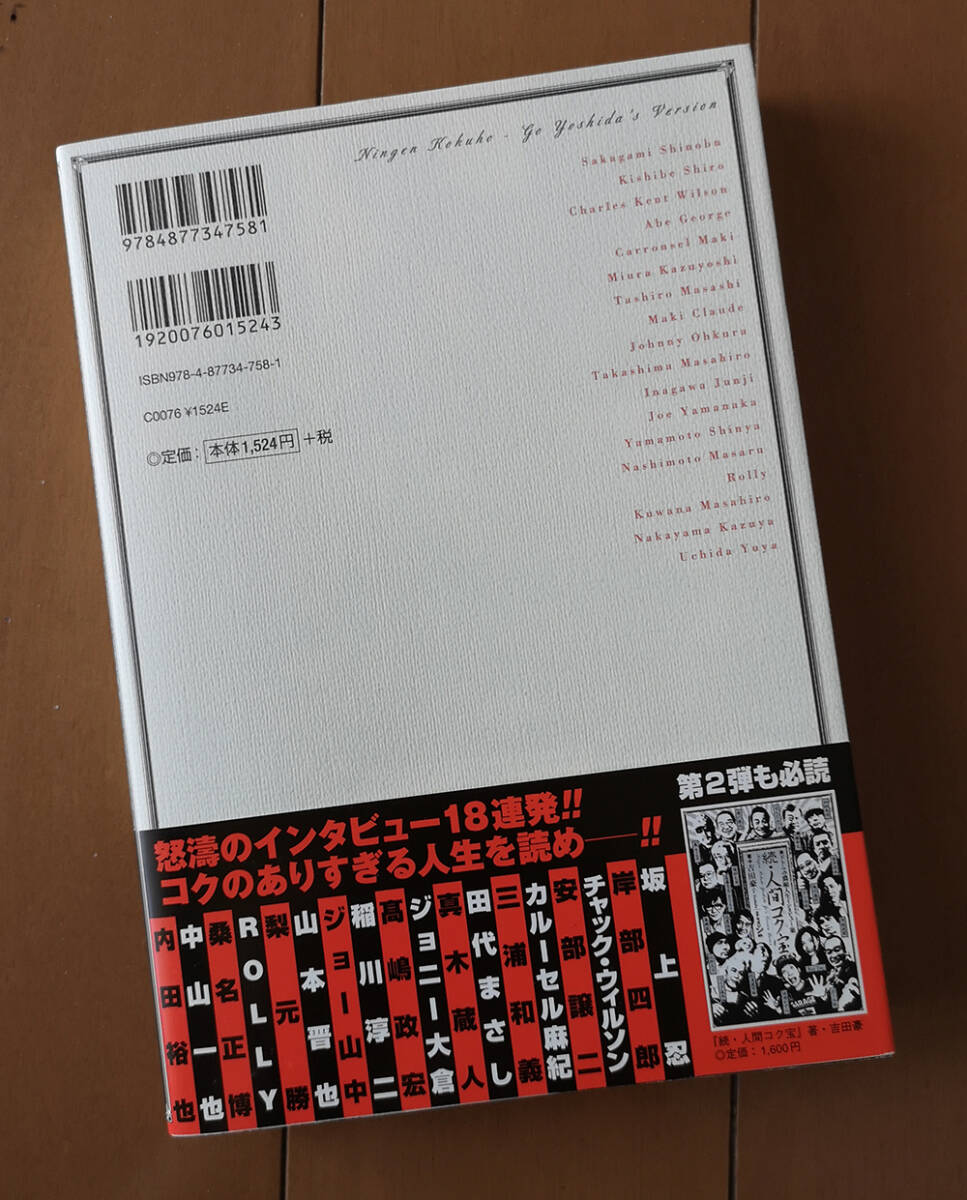 Ningen Kokuho - Go Yoshida's Version
Sakagami Shinobu
Kishibe Shiro
Charles Kent Wilson
Abe George
Carrousel Maki
Miura Kazuyoshi
Tashiro Masashi
Maki Claude
Johnny Ohkura
Takashima Masahiro
Inagawa Junji
Joe Yamanaka
Yamamoto Shinya
Nashimoto Masaru
Rolly
Kuwana Masahiro
Nakayama Kazuya
Uchida Yuya
9784877347581
1920076015243
ISBN978-4-87734-758-1
C0076 ¥1524E
◎定価：本体1,524円+税
怒濤のインタビュー18連発!!
コクのありすぎる人生を読め──!!
坂上忍
岸部四郎
チャック・ウィルソン
安部譲二
カルーセル麻紀
三浦和義
田代まさし
真木蔵人
ジョニー大倉
高嶋政宏
稲川淳二
ジョー山中
山本晋也
梨元勝
ROLLY
桑名正博
中山一也
内田裕也
第2弾も必読
続・人間コク宝
『続・人間コク宝』著・吉田豪
◎定価：1,600円